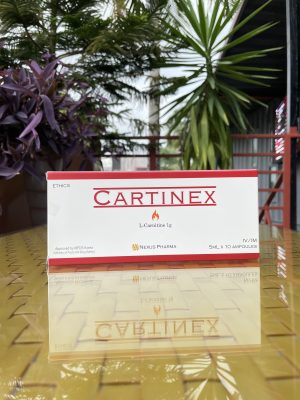 ETHICS
CARTINEX
L-Carnitine 1g
NEXUS PHARMA
IV/IM
5ML X 10 AMPOULES